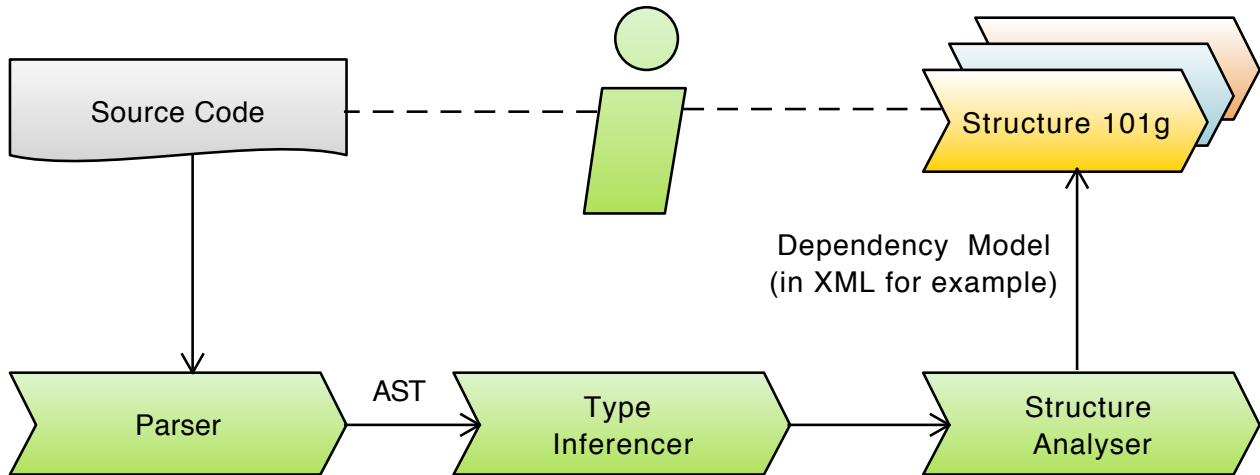 Source Code
Structure 101g
Dependency Model
(in XML for example)
Parser
AST
Type
Inferencer
Structure
Analyser